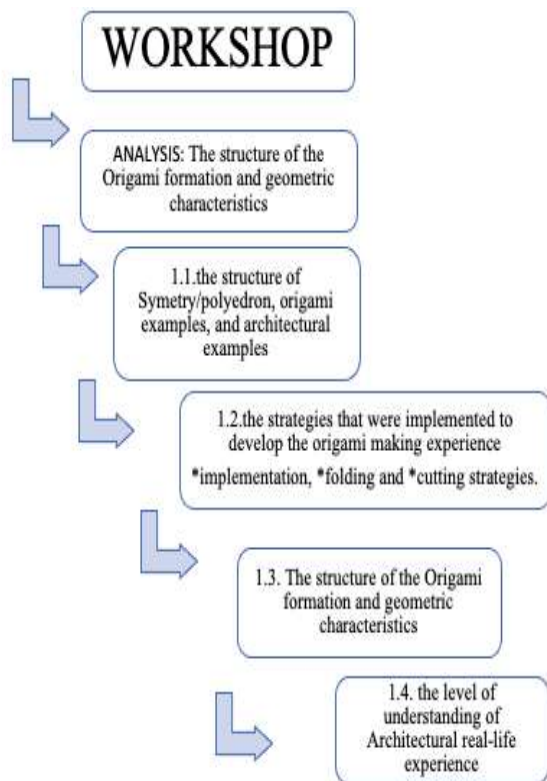 WORKSHOP
ANALYSIS: The structure of the
Origami formation and geometric
characteristics
1.1.the structure of
Symetry/polyedron, origami
examples, and architectural
examples
1.2.the strategies that were implemented to
develop the origami making experience
*implementation, *folding and *cutting strategies.
1.3. The structure of the Origami
formation and geometric
characteristics
1.4. the level of
understanding of
Architectural real-life
experience